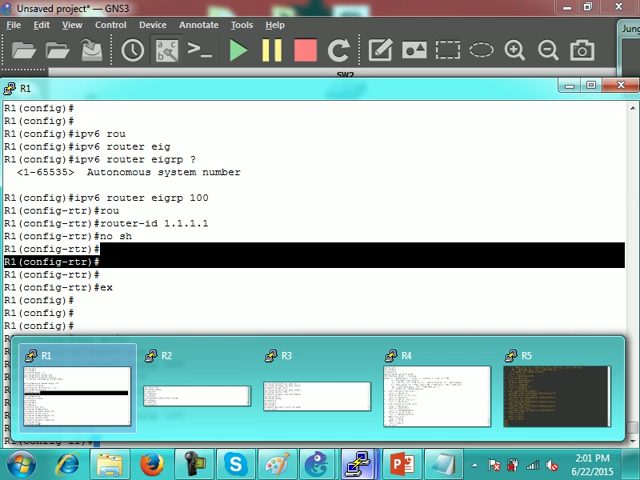 Unsaved project* — GNS3
File Edit View Control Device Annotate Tools Help
Jung
SW2
R1
R1(config)#
R1(config)#
R1(config)#ipv6 rou
R1(config)#ipv6 router eig
R1(config)#ipv6 router eigrp ?
<1-65535> Autonomous system number
R1(config)#ipv6 router eigrp 100
R1(config-rtr)#rou
R1(config-rtr)#router-id 1.1.1.1
R1(config-rtr)#no sh
R1(config-rtr)#
R1(config-rtr)#
R1(config-rtr)#
R1(config-rtr)#ex
R1(config)#
R1(config)#
R1(config)#
R1 R2 R3 R4 R5
2:01 PM
6/22/2015